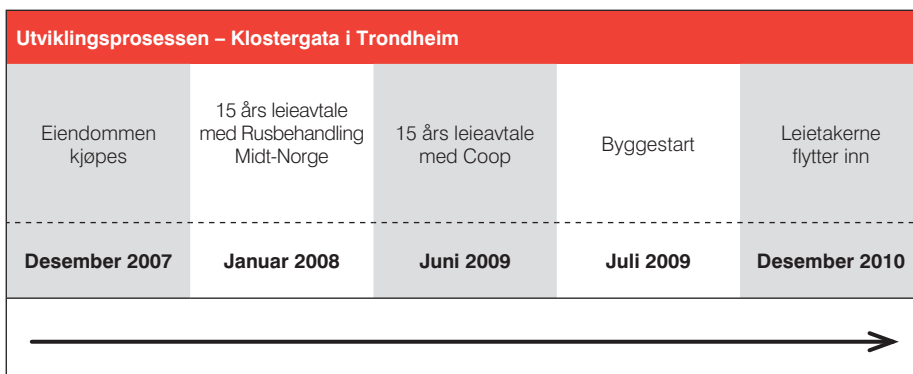 Utviklingsprosessen – Klostergata i Trondheim
Eiendommen
kjøpes
15 års leieavtale
med Rusbehandling
Midt-Norge
15 års leieavtale
med Coop
Byggestart
Leietakerne
flytter inn
Desember 2007
Januar 2008
Juni 2009
Juli 2009
Desember 2010